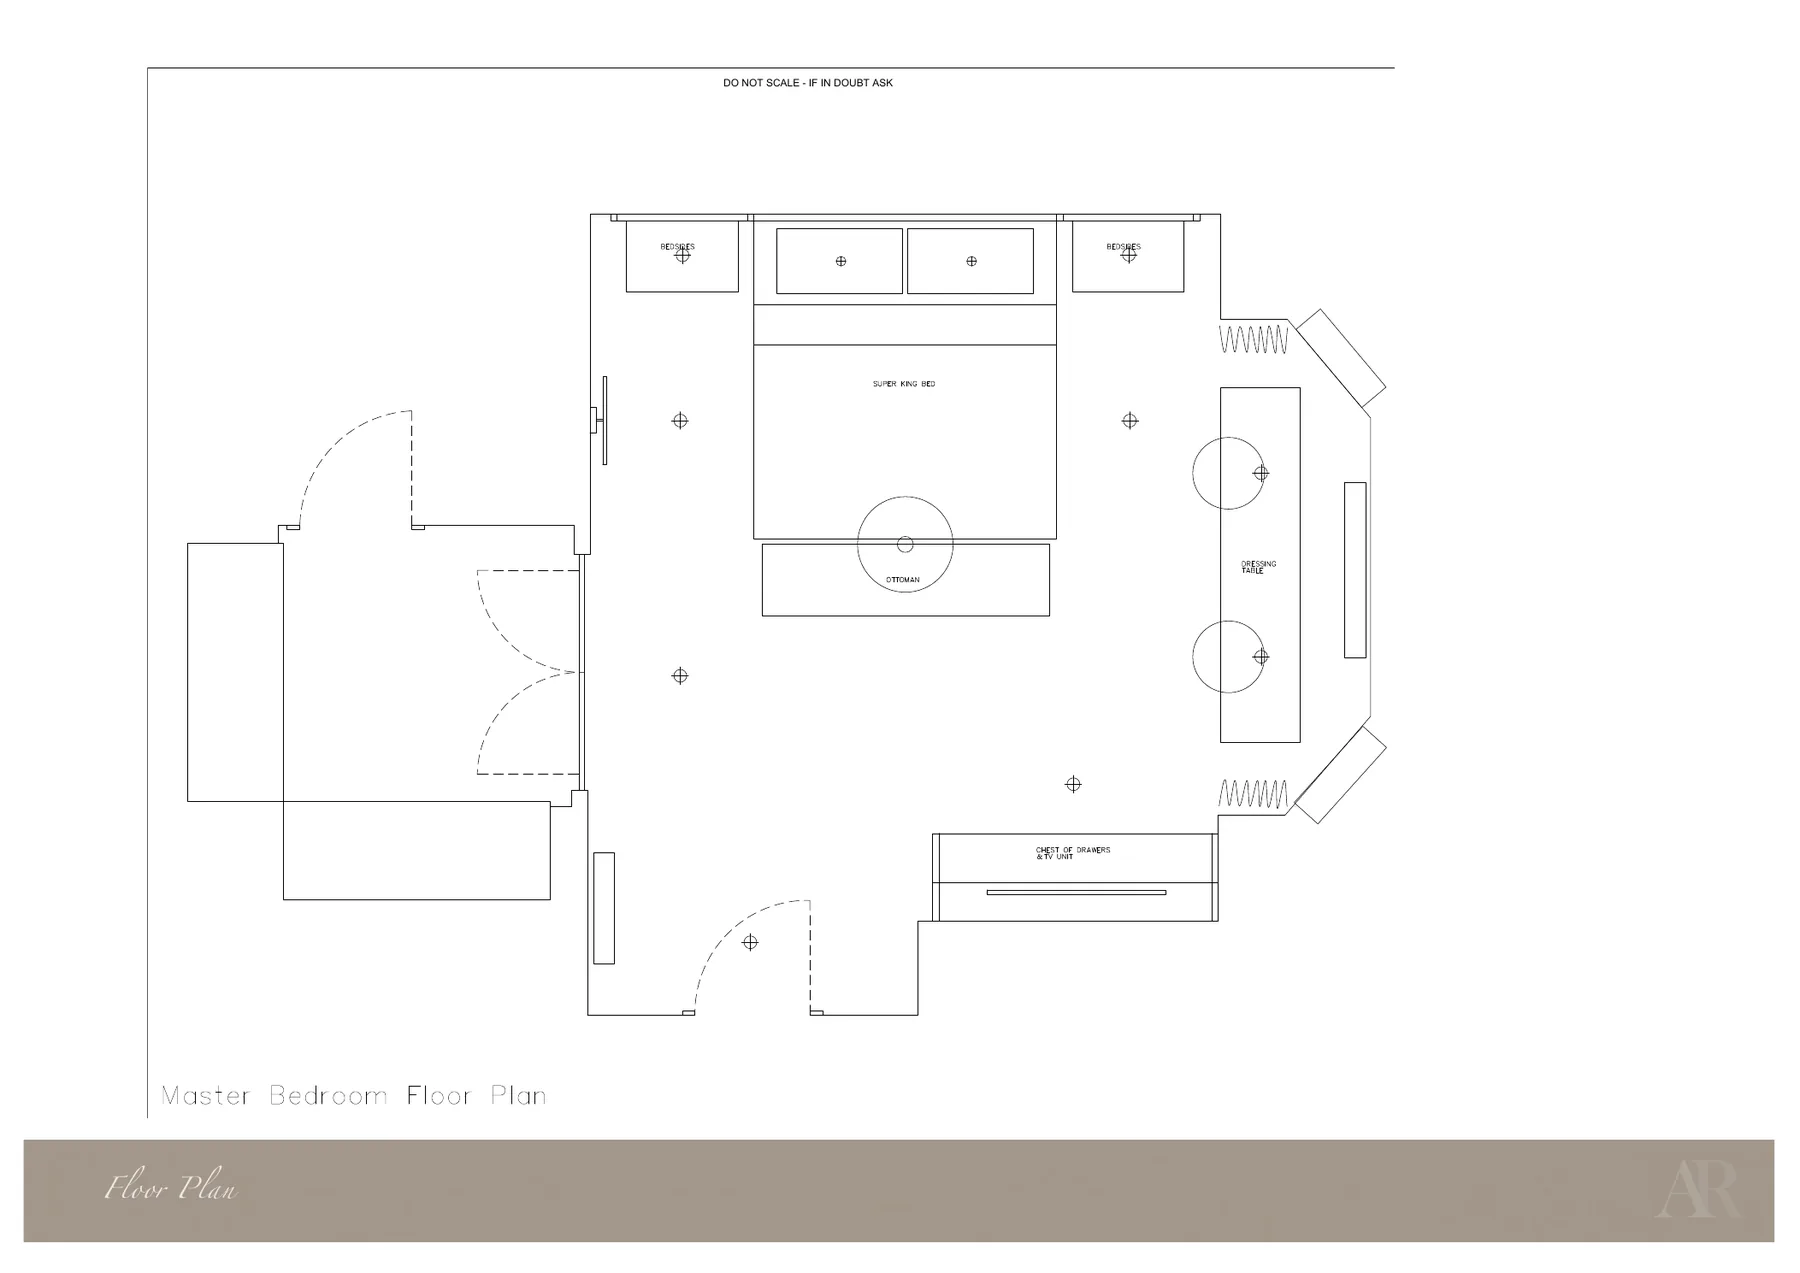 DO NOT SCALE - IF IN DOUBT ASK
BEDSIDES
BEDSIDES
SUPER KING BED
OTTOMAN
DRESSING
TABLE
CHEST OF DRAWERS
& TV UNIT
Master Bedroom Floor Plan
Floor Plan
AR